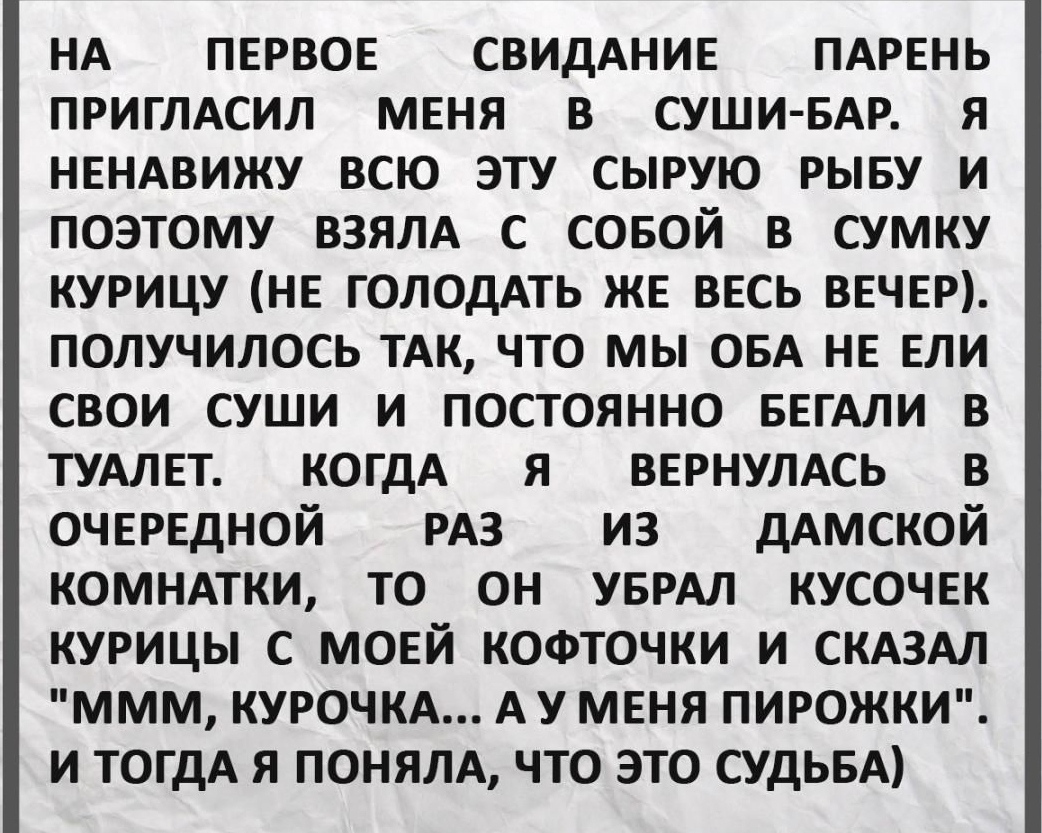 НА ПЕРВОЕ СВИДАНИЕ ПАРЕНЬ
ПРИГЛАСИЛ МЕНЯ В СУШИ-БАР. Я
НЕНАВИЖУ ВСЮ ЭТУ СЫРУЮ РЫБУ И
ПОЭТОМУ ВЗЯЛА С СОБОЙ В СУМКУ
КУРИЦУ (НЕ ГОЛОДАТЬ ЖЕ ВЕСЬ ВЕЧЕР).
ПОЛУЧИЛОСЬ ТАК, ЧТО МЫ ОБА НЕ ЕЛИ
СВОИ СУШИ И ПОСТОЯННО БЕГАЛИ В
ТУАЛЕТ. КОГДА Я ВЕРНУЛАСЬ В
ОЧЕРЕДНОЙ РАЗ ИЗ ДАМСКОЙ
КОМНАТКИ, ТО ОН УБРАЛ КУСОЧЕК
КУРИЦЫ С МОЕЙ КОФТОЧКИ И СКАЗАЛ
"МММ, КУРОЧКА... А У МЕНЯ ПИРОЖКИ".
И ТОГДА Я ПОНЯЛА, ЧТО ЭТО СУДЬБА)